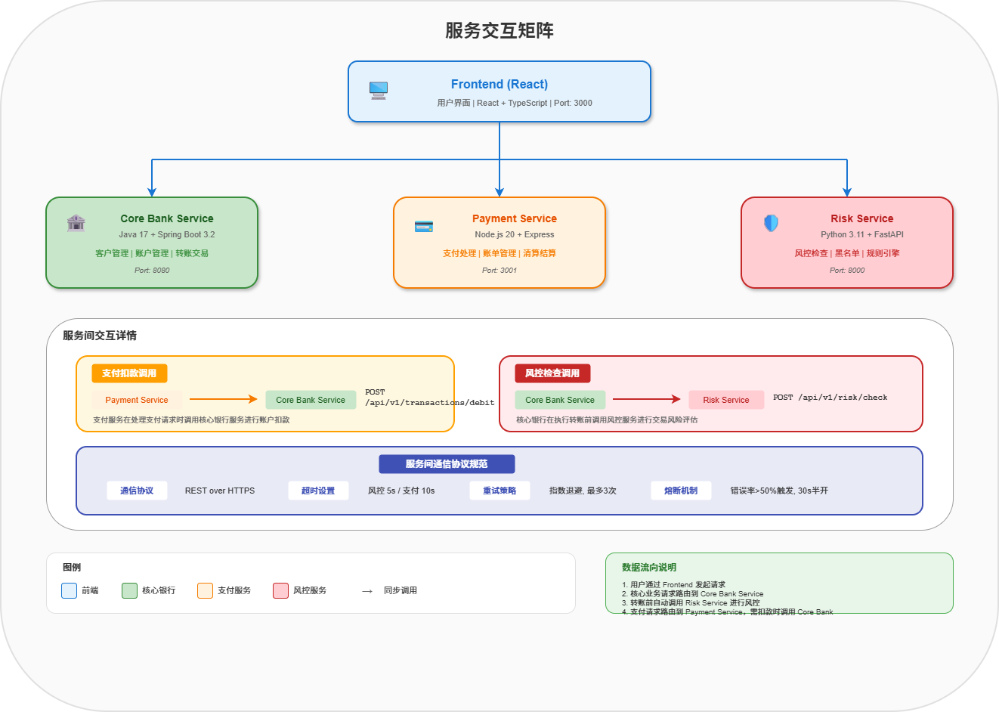 服务交互矩阵
Frontend (React)
用户界面 | React + TypeScript | Port: 3000
Core Bank Service
Java 17 + Spring Boot 3.2
客户管理 | 账户管理 | 转账交易
Port: 8080
Payment Service
Node.js 20 + Express
支付处理 | 账单管理 | 清算结算
Port: 3001
Risk Service
Python 3.11 + FastAPI
风控检查 | 黑名单 | 规则引擎
Port: 8000
服务间交互详情
支付扣款调用
Payment Service
Core Bank Service
POST
/api/v1/transactions/debit
支付服务在处理支付请求时调用核心银行服务进行账户扣款
风控检查调用
Core Bank Service
Risk Service
POST /api/v1/risk/check
核心银行在执行转账前调用风控服务进行交易风险评估
服务间通信协议规范
通信协议
REST over HTTPS
超时设置
风控 5s / 支付 10s
重试策略
指数退避, 最多3次
熔断机制
错误率>50%触发, 30s半开
图例
前端
核心银行
支付服务
风控服务
→
同步调用
数据流向说明
1. 用户通过 Frontend 发起请求
2. 核心业务请求路由到 Core Bank Service
3. 转账前自动调用 Risk Service 进行风控
4. 支付请求路由到 Payment Service，需扣款时调用 Core Bank